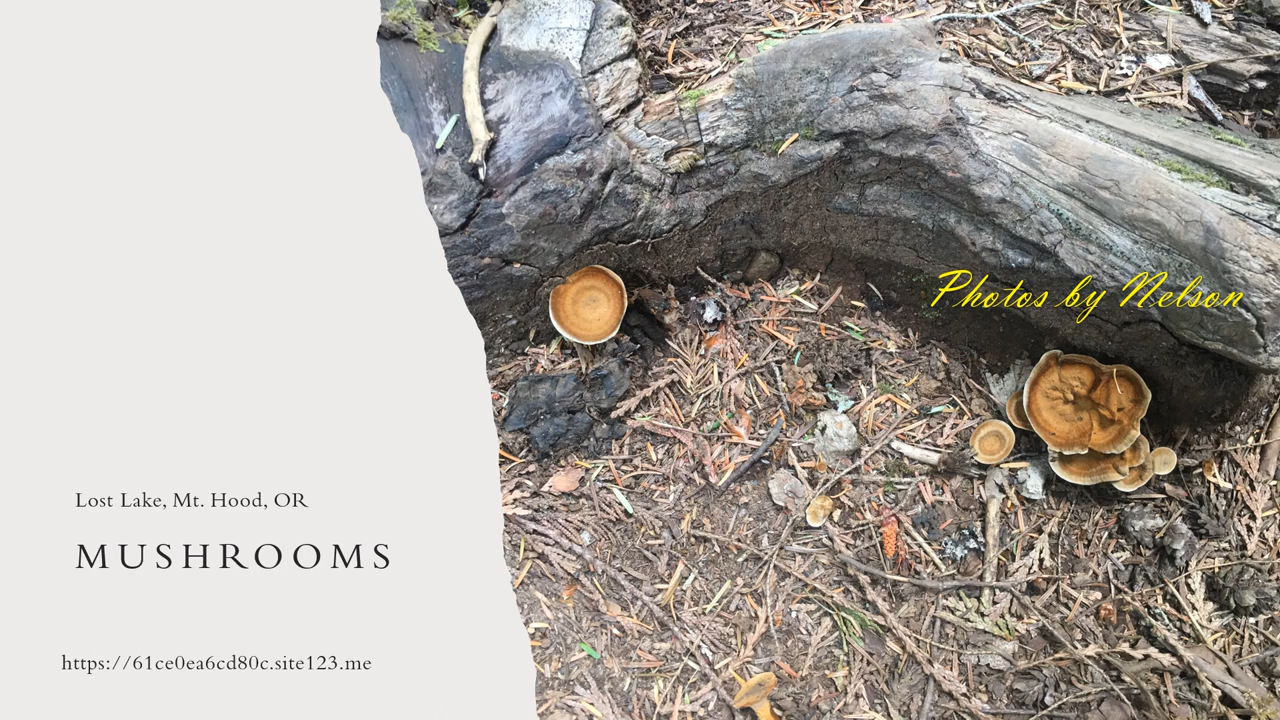 Photos by Nelson
Lost Lake, Mt. Hood, OR
MUSHROOMS
https://61ce0ea6cd80c.site123.me